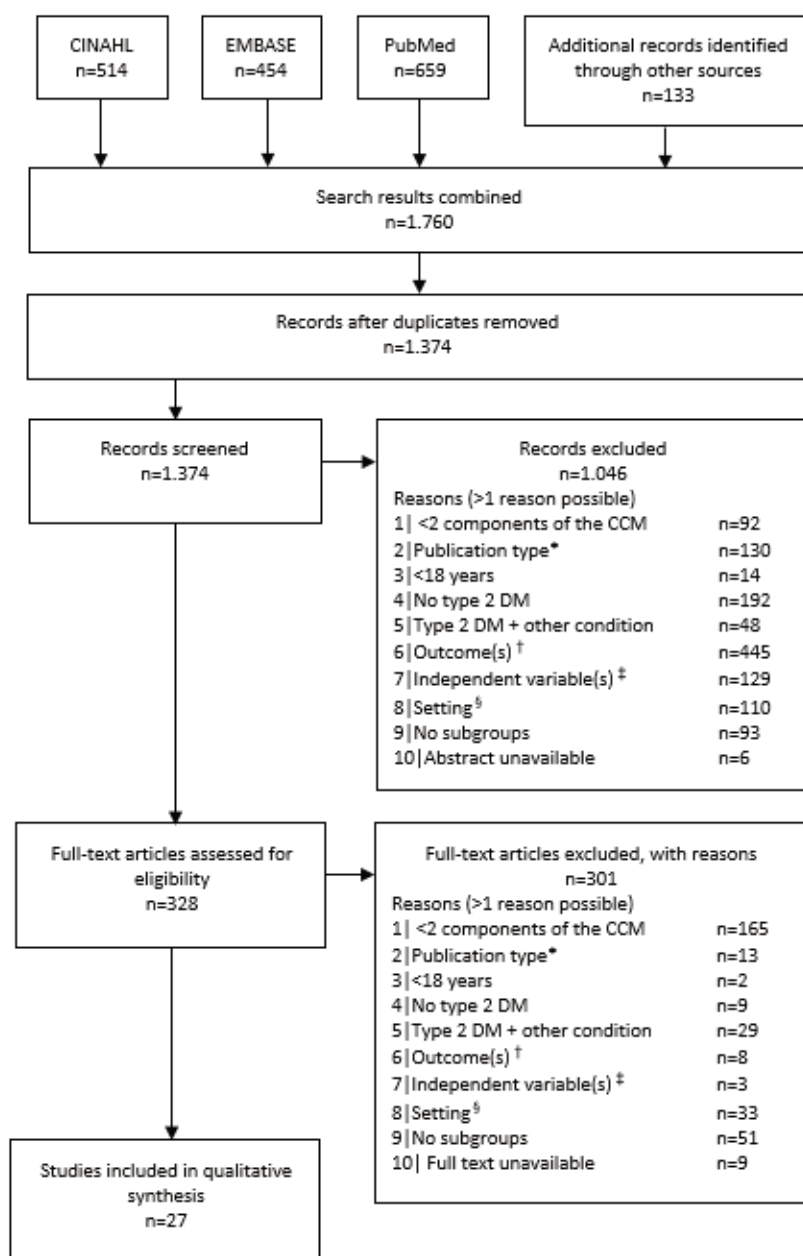 CINAHL
n=514
EMBASE
n=454
PubMed
n=659
Additional records identified
through other sources
n=133
Search results combined
n=1.760
Records after duplicates removed
n=1.374
Records screened
n=1.374
Records excluded
n=1.046
Reasons (>1 reason possible)
1| <2 components of the CCM n=92
2|Publication type* n=130
3|<18 years n=14
4|No type 2 DM n=192
5|Type 2 DM + other condition n=48
6|Outcome(s) † n=445
7|Independent variable(s) ‡ n=129
8|Setting § n=110
9|No subgroups n=93
10|Abstract unavailable n=6
Full-text articles assessed for
eligibility
n=328
Full-text articles excluded, with reasons
n=301
Reasons (>1 reason possible)
1| <2 components of the CCM n=165
2|Publication type* n=13
3|<18 years n=2
4|No type 2 DM n=9
5|Type 2 DM + other condition n=29
6|Outcome(s) † n=8
7|Independent variable(s) ‡ n=3
8|Setting § n=33
9|No subgroups n=51
10| Full text unavailable n=9
Studies included in qualitative
synthesis
n=27